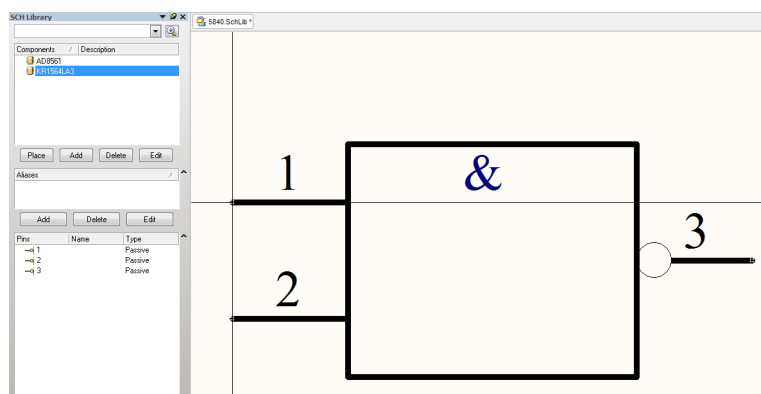 SCH Library
5840.SchLib *
Components / Description
AD8561
KR1564LA3
Place Add Delete Edit
Aliases /
Add Delete Edit
Pins Name Type
1 Passive
2 Passive
3 Passive
1
&
2
3